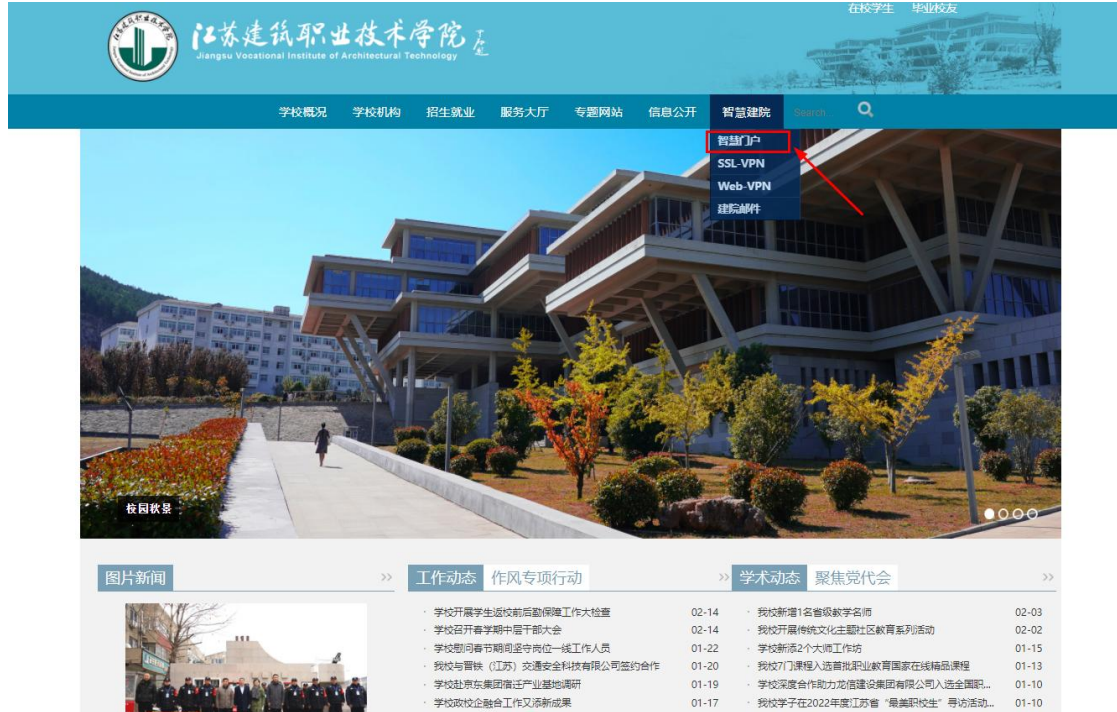 在校学生 毕业校友
江苏建筑职业技术学院
Jiangsu Vocational Institute of Architectural Technology
学校概况 学校机构 招生就业 服务大厅 专题网站 信息公开 智慧建院 Search...
智慧门户
SSL-VPN
Web-VPN
建院邮件
校园秋景
图片新闻 >>
工作动态 作风专项行动 >>
· 学校开展学生返校前后勤保障工作大检查 02-14
· 学校召开春学期中层干部大会 02-14
· 学校慰问春节期间坚守岗位一线工作人员 01-22
· 我校与晋铁（江苏）交通安全科技有限公司签约合作 01-20
· 学校赴京东集团宿迁产业基地调研 01-19
· 学校政校企融合工作又添新成果 01-17
学术动态 聚焦党代会 >>
· 我校新增1名省级教学名师 02-03
· 我校开展传统文化主题社区教育系列活动 02-02
· 学校新添2个大师工作坊 01-15
· 我校7门课程入选首批职业教育国家在线精品课程 01-13
· 学校深度合作助力龙信建设集团有限公司入选全国职... 01-10
· 我校学子在2022年度江苏省“最美职校生”寻访活动... 01-10